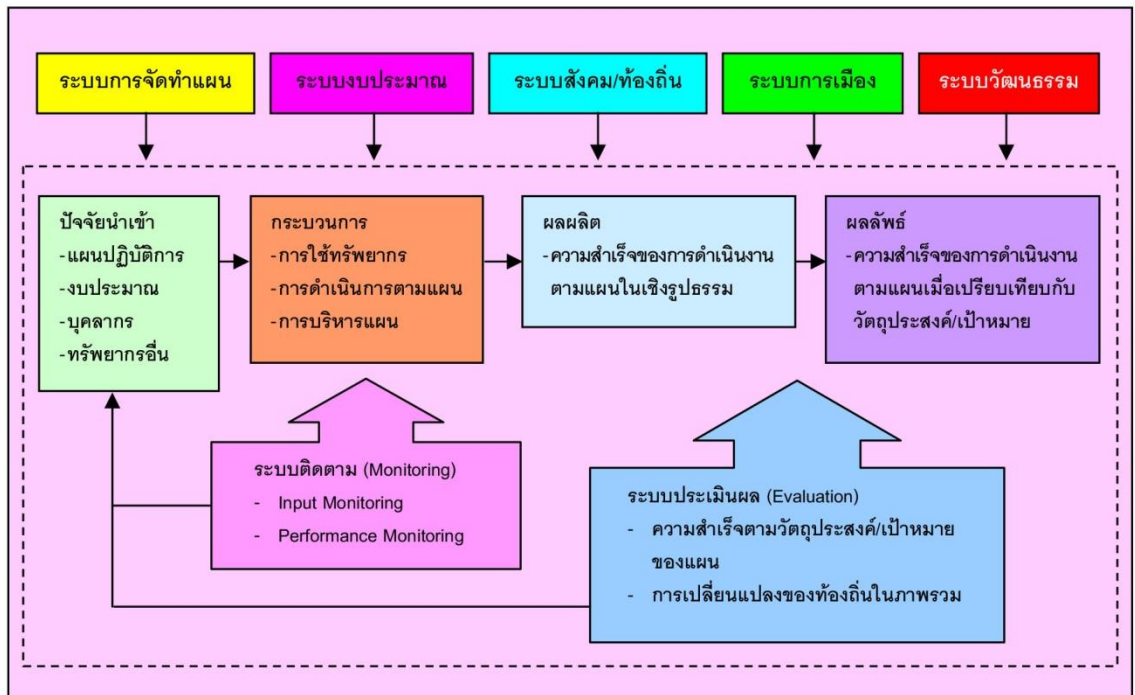 ระบบการจัดทำแผน
ระบบงบประมาณ
ระบบสังคม/ท้องถิ่น
ระบบการเมือง
ระบบวัฒนธรรม
ปัจจัยนำเข้า
-แผนปฏิบัติการ
-งบประมาณ
-บุคลากร
-ทรัพยากรอื่น
กระบวนการ
-การใช้ทรัพยากร
-การดำเนินการตามแผน
-การบริหารแผน
ผลผลิต
-ความสำเร็จของการดำเนินงาน
ตามแผนในเชิงรูปธรรม
ผลลัพธ์
-ความสำเร็จของการดำเนินงาน
ตามแผนเมื่อเปรียบเทียบกับ
วัตถุประสงค์/เป้าหมาย
ระบบติดตาม (Monitoring)
- Input Monitoring
- Performance Monitoring
ระบบประเมินผล (Evaluation)
- ความสำเร็จตามวัตถุประสงค์/เป้าหมาย
ของแผน
- การเปลี่ยนแปลงของท้องถิ่นในภาพรวม